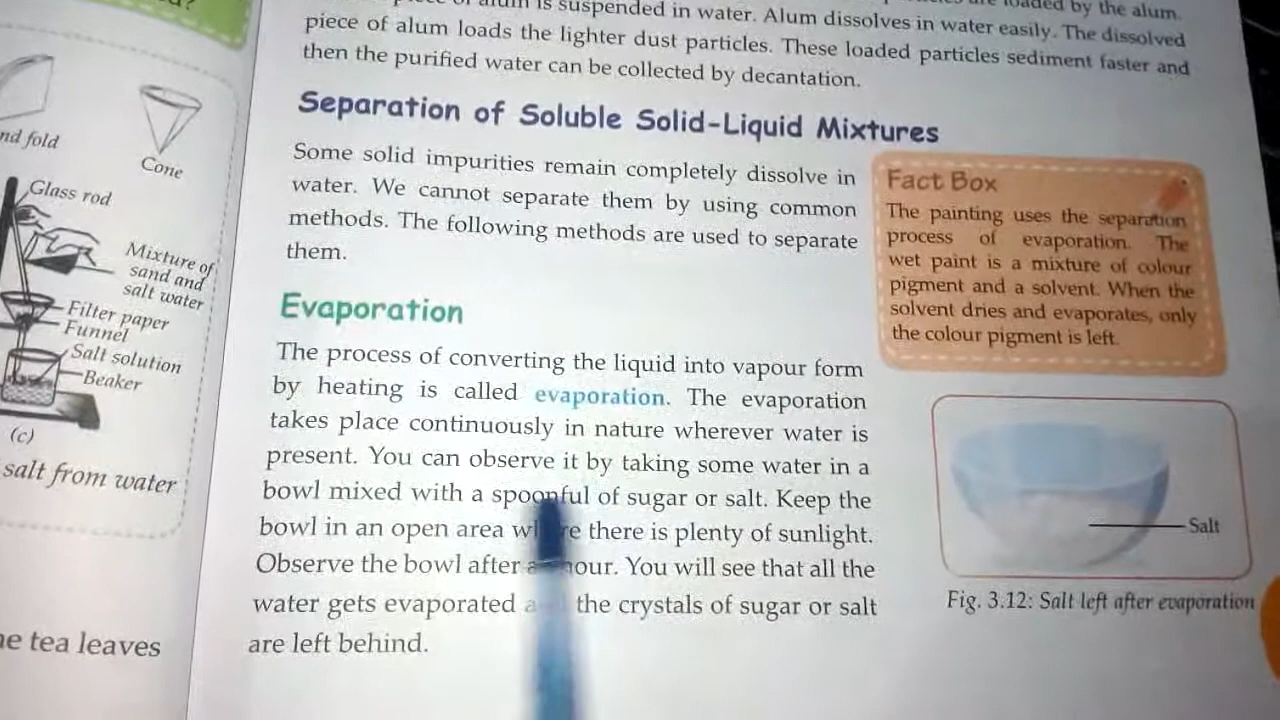 is suspended in water. Alum dissolves in water easily. The dissolved
piece of alum loads the lighter dust particles. These loaded particles sediment faster and
then the purified water can be collected by decantation.
Separation of Soluble Solid-Liquid Mixtures
Some solid impurities remain completely dissolve in
water. We cannot separate them by using common
methods. The following methods are used to separate
them.
Evaporation
The process of converting the liquid into vapour form
by heating is called evaporation. The evaporation
takes place continuously in nature wherever water is
present. You can observe it by taking some water in a
bowl mixed with a spoonful of sugar or salt. Keep the
bowl in an open area where there is plenty of sunlight.
Observe the bowl after hour. You will see that all the
water gets evaporated the crystals of sugar or salt
are left behind.
Fact Box
The painting uses the separation
process of evaporation. The
wet paint is a mixture of colour
pigment and a solvent. When the
solvent dries and evaporates, only
the colour pigment is left.
Salt
Fig. 3.12: Salt left after evaporation
fold
Cone
Glass rod
Mixture of
sand and
salt water
Filter paper
Funnel
Salt solution
Beaker
(c)
salt from water
tea leaves